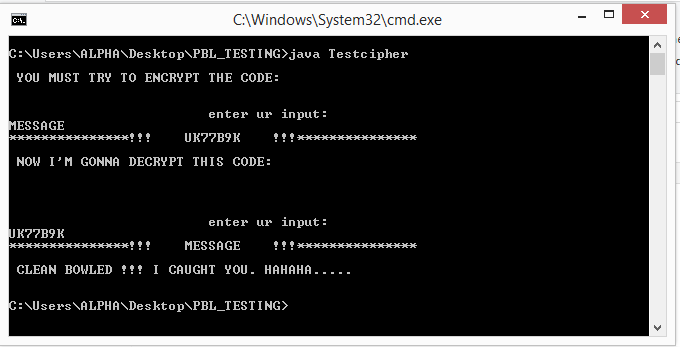 C:\Windows\System32\cmd.exe
C:\Users\ALPHA\Desktop\PBL_TESTING>java Testcipher
YOU MUST TRY TO ENCRYPT THE CODE:
enter ur input:
MESSAGE
***************!!! UK77B9K !!!***************
NOW I'M GONNA DECRYPT THIS CODE:
enter ur input:
UK77B9K
***************!!! MESSAGE !!!***************
CLEAN BOWLED !!! I CAUGHT YOU. HAHAHA.....
C:\Users\ALPHA\Desktop\PBL_TESTING>